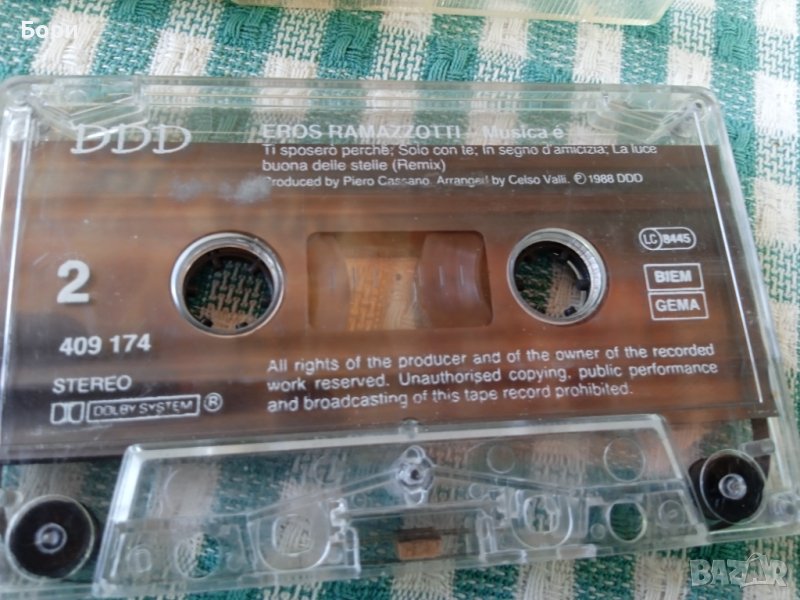 Бори
DDD
EROS RAMAZZOTTI - Musica é
Ti sposerò perchè; Solo con te; In segno d'amicizia; La luce
buona delle stelle (Remix)
Produced by Piero Cassano. Arranged by Celso Valli. ℗ 1988 DDD
LC 8445
2
BIEM
GEMA
409 174
STEREO
DOLBY SYSTEM ®
All rights of the producer and of the owner of the recorded
work reserved. Unauthorised copying, public performance
and broadcasting of this tape record prohibited.
BAZAR